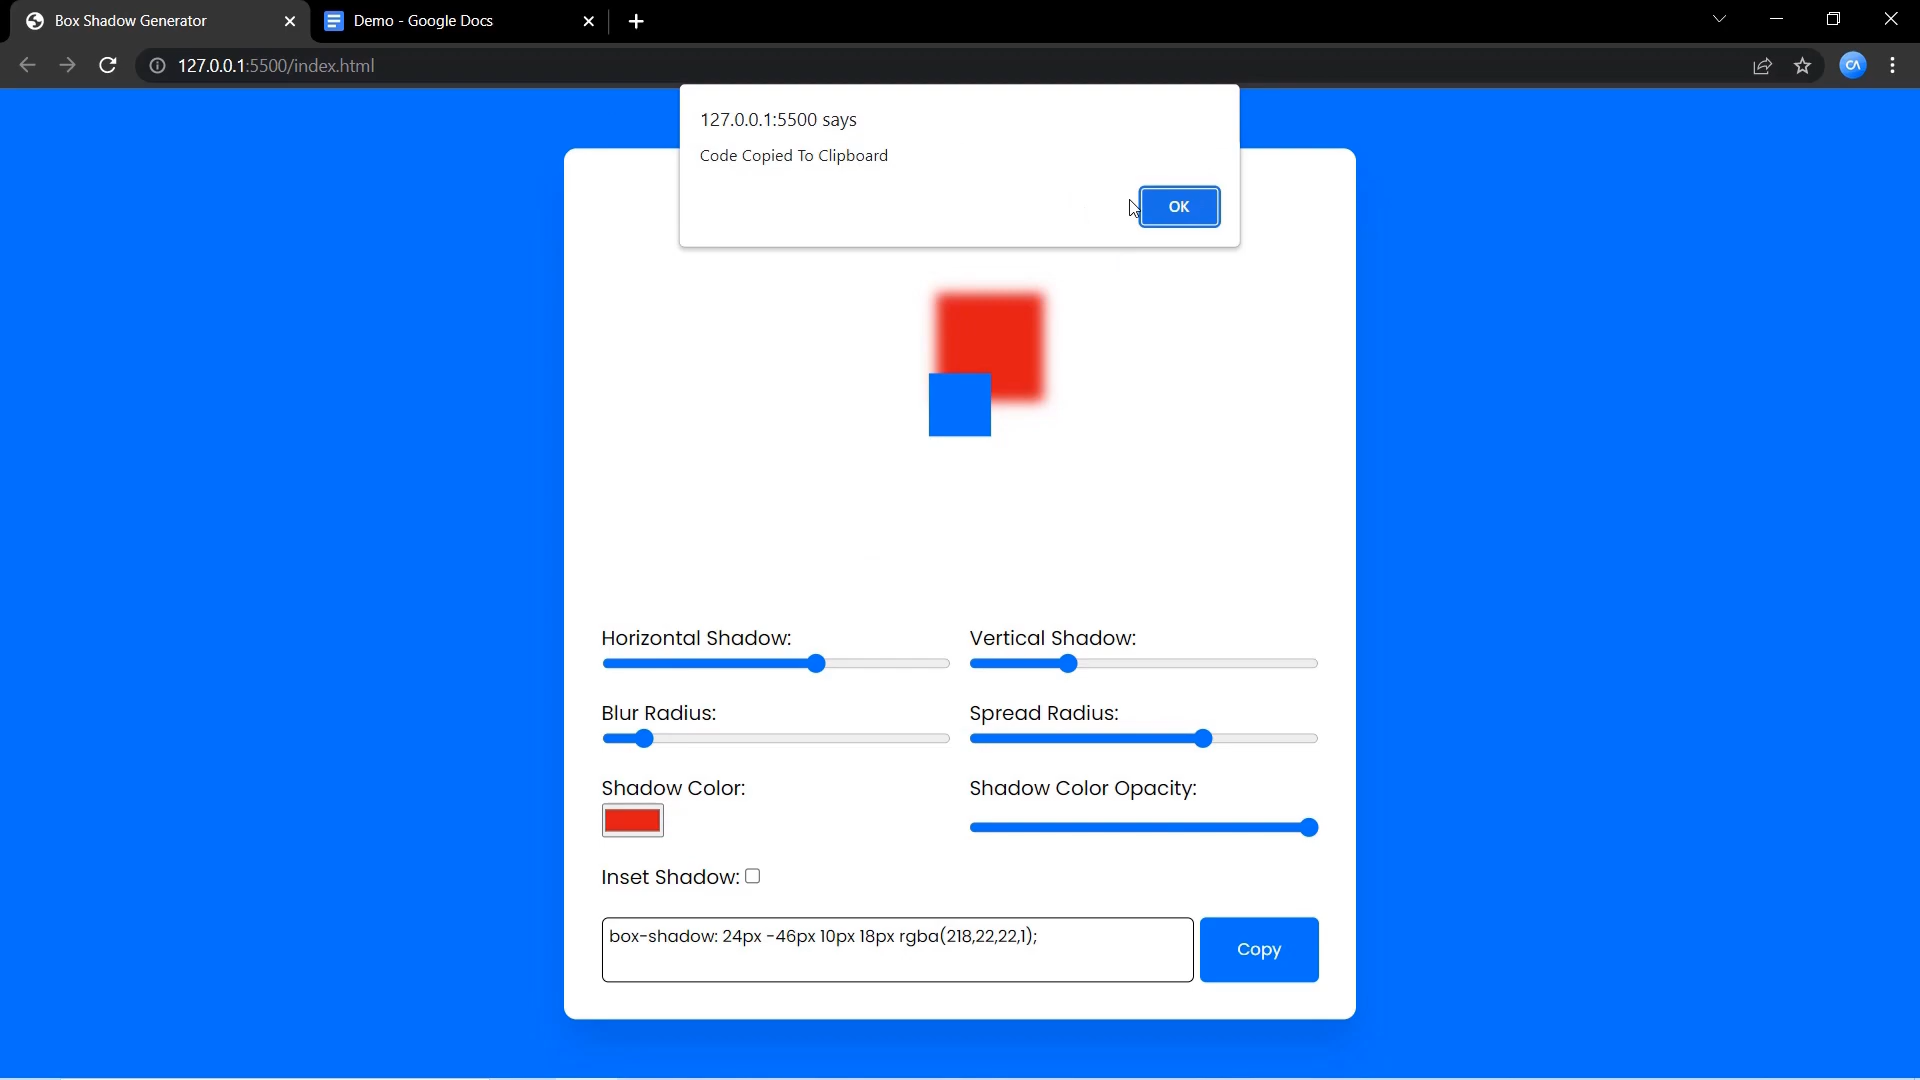 Box Shadow Generator
Demo - Google Docs
127.0.0.1:5500/index.html
CA
127.0.0.1:5500 says
Code Copied To Clipboard
OK
Horizontal Shadow:
Vertical Shadow:
Blur Radius:
Spread Radius:
Shadow Color:
Shadow Color Opacity:
Inset Shadow:
box-shadow: 24px -46px 10px 18px rgba(218,22,22,1);
Copy